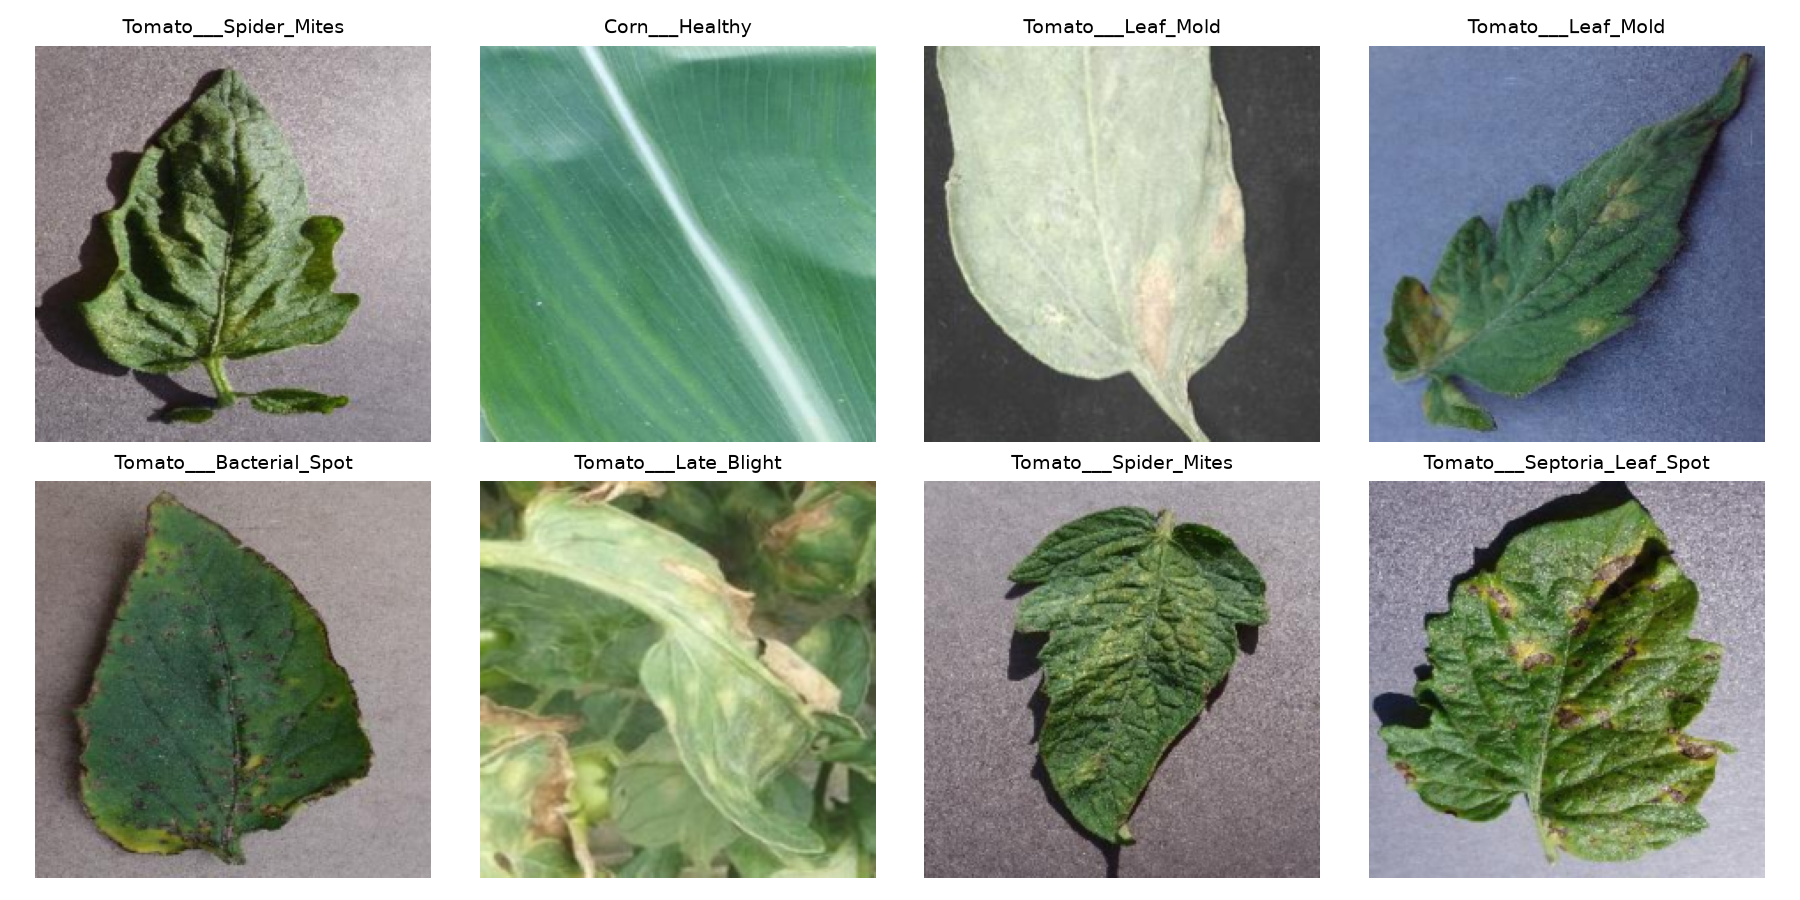 Tomato___Spider_Mites
Corn___Healthy
Tomato___Leaf_Mold
Tomato___Leaf_Mold
Tomato___Bacterial_Spot
Tomato___Late_Blight
Tomato___Spider_Mites
Tomato___Septoria_Leaf_Spot